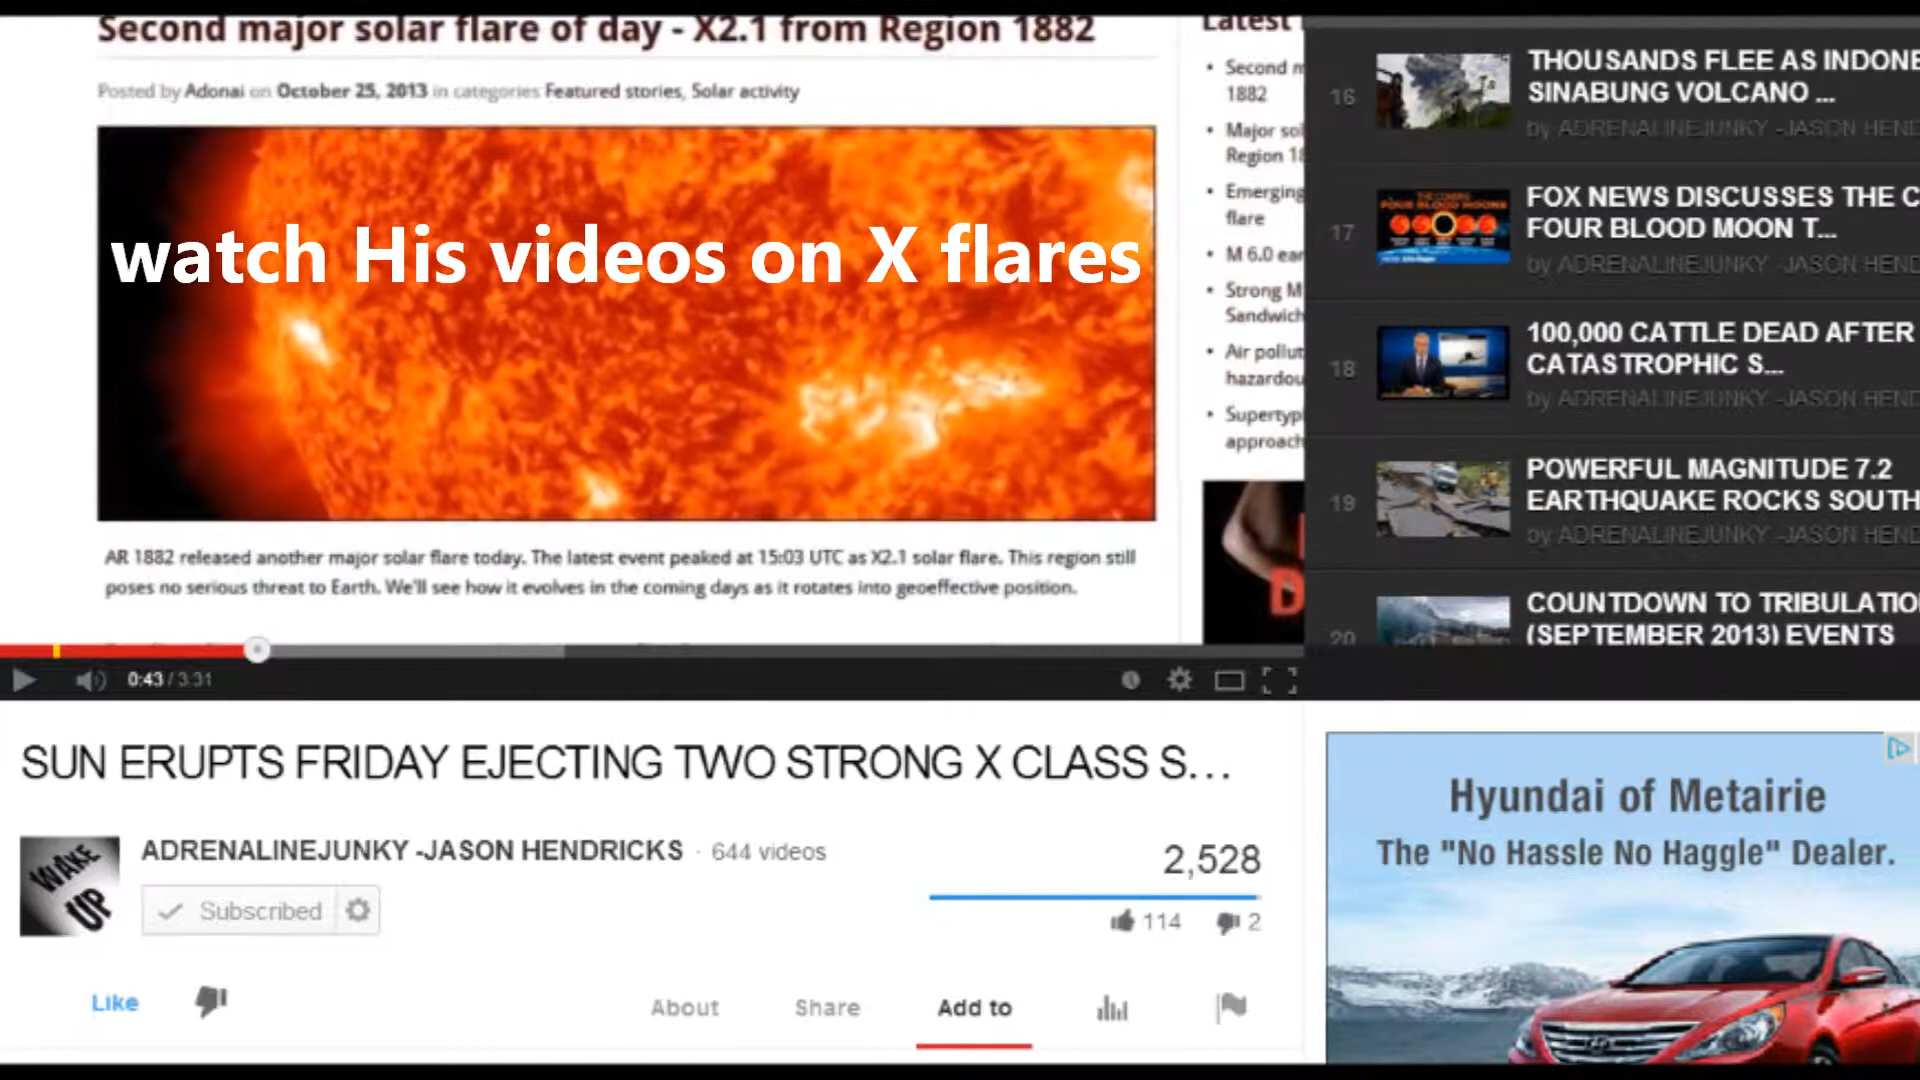 Second major solar flare of day - X2.1 from Region 1882
Posted by Adonai on October 25, 2013 in categories Featured stories, Solar activity
watch His videos on X flares
AR 1882 released another major solar flare today. The latest event peaked at 15:03 UTC as X2.1 solar flare. This region still
poses no serious threat to Earth. We'll see how it evolves in the coming days as it rotates into geoeffective position.
Latest
• Second m
1882
• Major sol
Region 18
• Emerging
flare
• M 6.0 ear
• Strong M
Sandwich
• Air pollut
hazardou
• Supertyp
approach
D
16
THOUSANDS FLEE AS INDONE
SINABUNG VOLCANO ...
by ADRENALINEJUNKY -JASON HEND
17
FOUR BLOOD MOONS
FOX NEWS DISCUSSES THE C
FOUR BLOOD MOON T...
by ADRENALINEJUNKY -JASON HEND
18
100,000 CATTLE DEAD AFTER
CATASTROPHIC S...
by ADRENALINEJUNKY -JASON HEND
19
POWERFUL MAGNITUDE 7.2
EARTHQUAKE ROCKS SOUTH
by ADRENALINEJUNKY -JASON HEND
20
COUNTDOWN TO TRIBULATIO
(SEPTEMBER 2013) EVENTS
0:43 / 3:31
SUN ERUPTS FRIDAY EJECTING TWO STRONG X CLASS S...
WAKE
UP
ADRENALINEJUNKY -JASON HENDRICKS · 644 videos
Subscribed
2,528
114 2
Like
About Share Add to
Hyundai of Metairie
The "No Hassle No Haggle" Dealer.